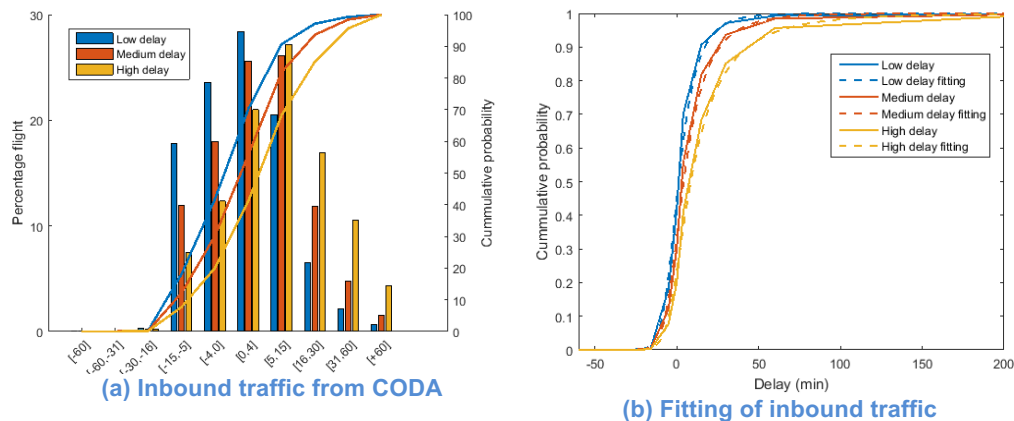 30
20
10
0
Percentage flight
Low delay
Medium delay
High delay
100
90
80
70
60
50
40
30
20
10
0
Cummulative probability
[-60]
[-60,-31]
[-30,-16]
[-15,-5]
[-4,0]
[0,4]
[5,15]
[16,30]
[31,60]
[+60]
(a) Inbound traffic from CODA
1
0.9
0.8
0.7
0.6
0.5
0.4
0.3
0.2
0.1
0
Cummulative probability
Low delay
Low delay fitting
Medium delay
Medium delay fitting
High delay
High delay fitting
-50 0 50 100 150 200
Delay (min)
(b) Fitting of inbound traffic